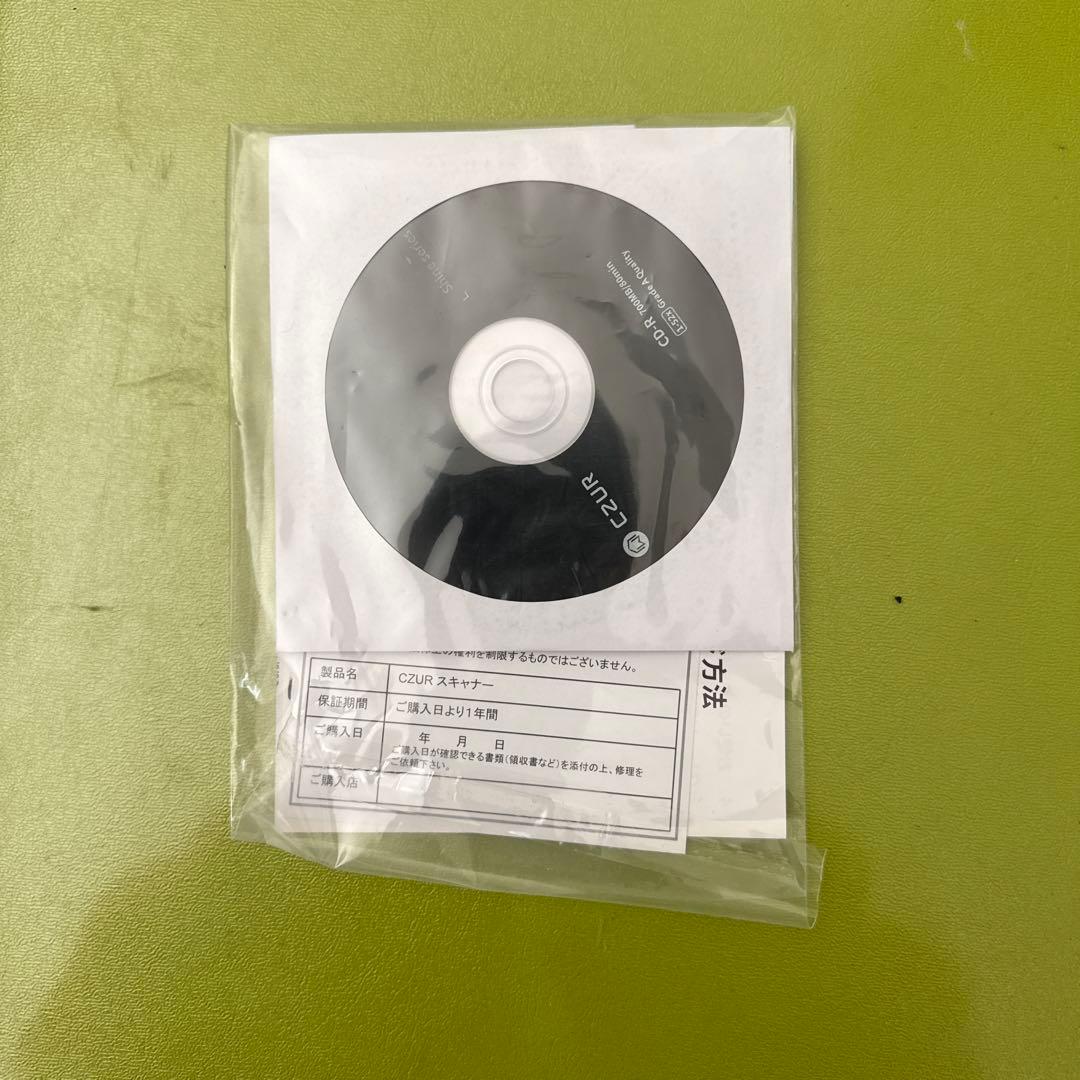 Shine series
CD-R 700MB/80min
1-52X Grade A Quality
CZUR
の権利を制限するものではございません。
製品名 CZUR スキャナー
保証期間 ご購入日より1年間
ご購入日 年 月 日
ご購入日が確認できる書類(領収書など)を添付の上、修理を
ご依頼下さい。
ご購入店
方法